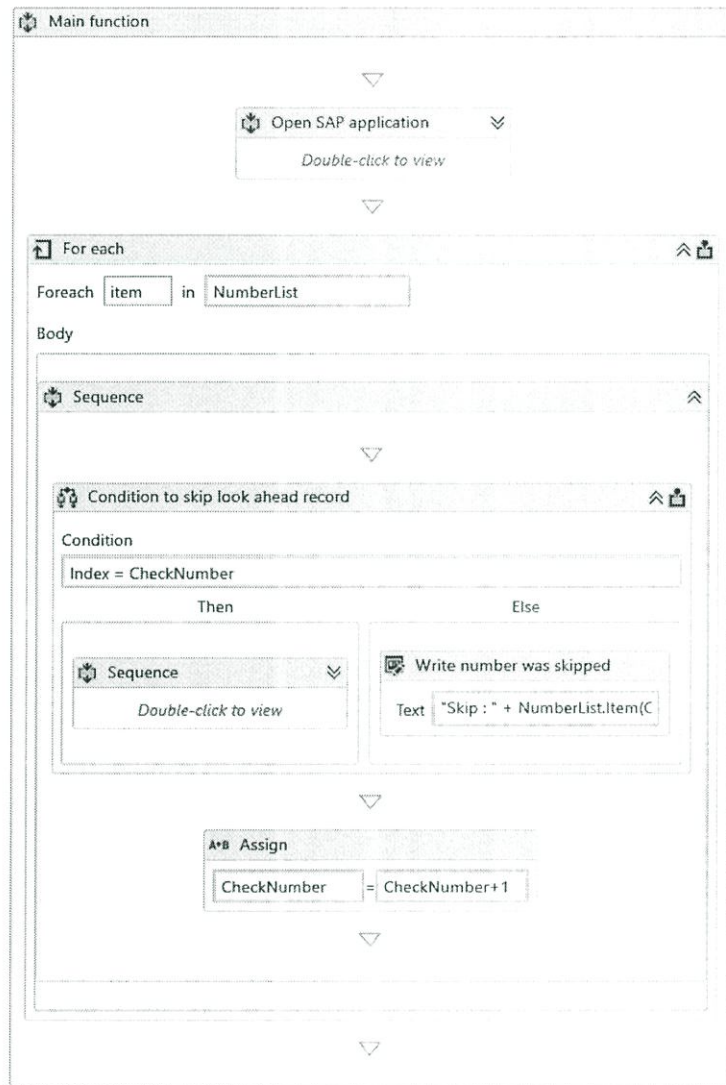 Main function
Open SAP application
Double-click to view
For each
Foreach item in NumberList
Body
Sequence
Condition to skip look ahead record
Condition
Index = CheckNumber
Then Else
Sequence
Double-click to view
Write number was skipped
Text "Skip : " + NumberList.Item(C
A+B Assign
CheckNumber = CheckNumber+1